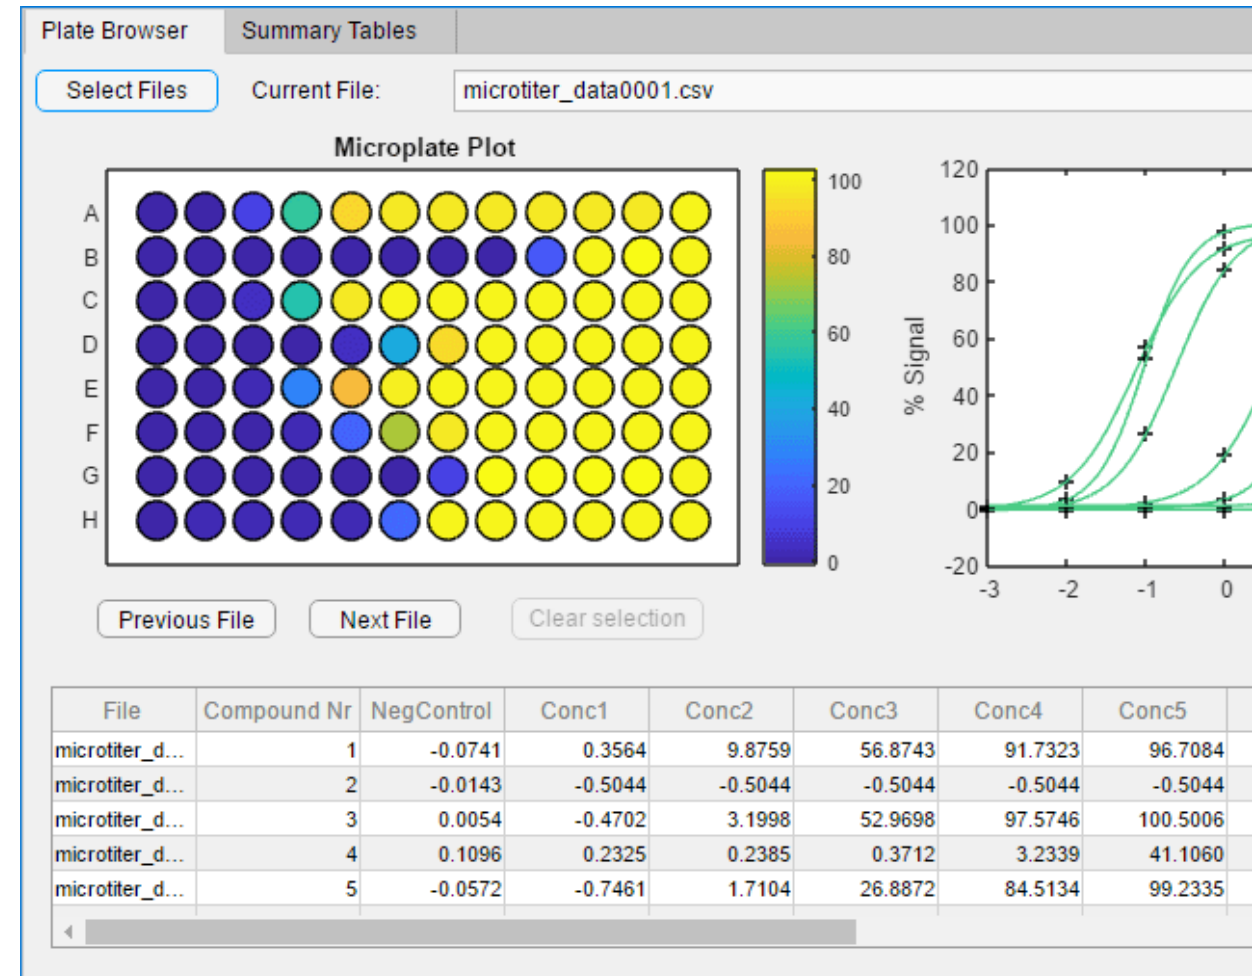 Plate Browser Summary Tables
Select Files Current File: microtiter_data0001.csv
Microplate Plot
A
B
C
D
E
F
G
H
100
80
60
40
20
0
% Signal
120
100
80
60
40
20
0
-20
-3 -2 -1 0
Previous File Next File Clear selection
File Compound Nr NegControl Conc1 Conc2 Conc3 Conc4 Conc5
microtiter_d... 1 -0.0741 0.3564 9.8759 56.8743 91.7323 96.7084
microtiter_d... 2 -0.0143 -0.5044 -0.5044 -0.5044 -0.5044 -0.5044
microtiter_d... 3 0.0054 -0.4702 3.1998 52.9698 97.5746 100.5006
microtiter_d... 4 0.1096 0.2325 0.2385 0.3712 3.2339 41.1060
microtiter_d... 5 -0.0572 -0.7461 1.7104 26.8872 84.5134 99.2335